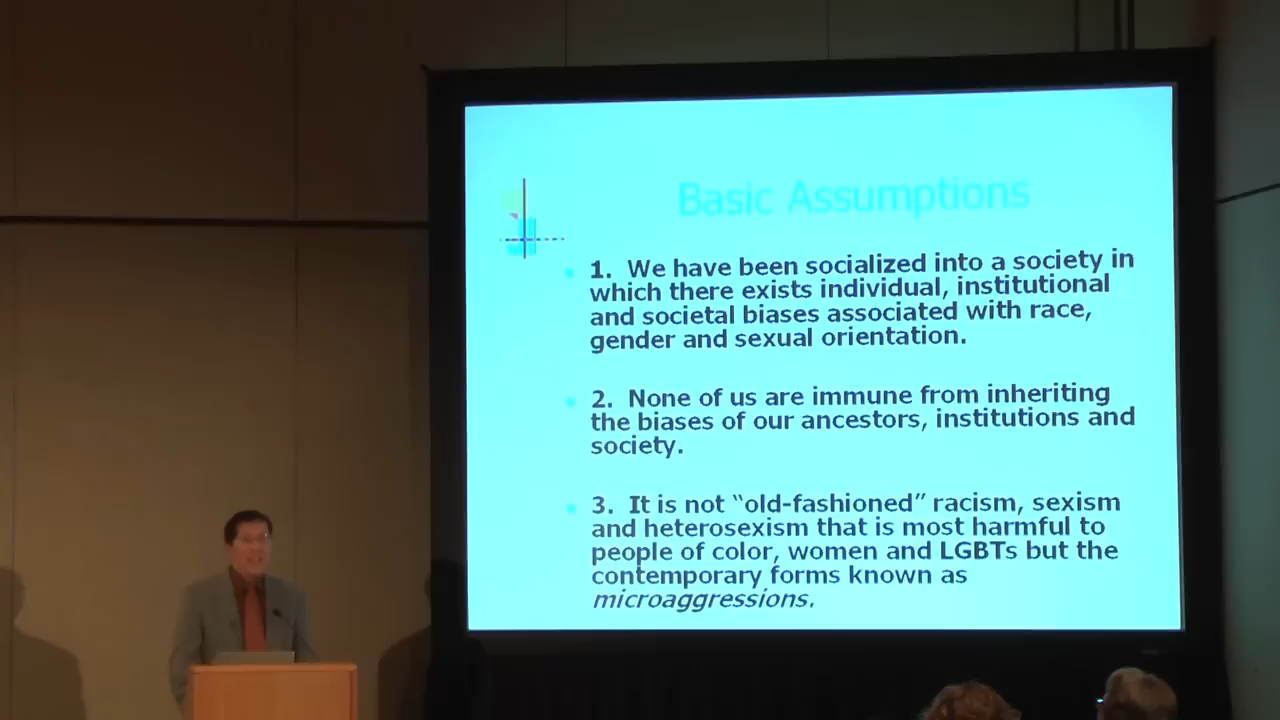 Basic Assumptions
1. We have been socialized into a society in
which there exists individual, institutional
and societal biases associated with race,
gender and sexual orientation.
2. None of us are immune from inheriting
the biases of our ancestors, institutions and
society.
3. It is not “old-fashioned” racism, sexism
and heterosexism that is most harmful to
people of color, women and LGBTs but the
contemporary forms known as
microaggressions.